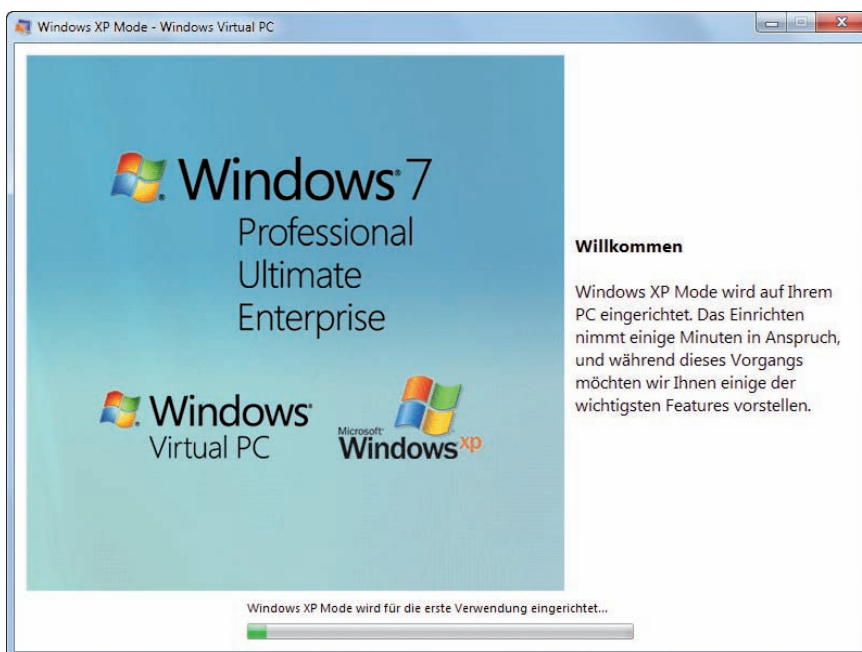 Windows XP Mode - Windows Virtual PC
Windows 7
Professional
Ultimate
Enterprise
Windows
Virtual PC
Microsoft
Windows xp
Willkommen
Windows XP Mode wird auf Ihrem
PC eingerichtet. Das Einrichten
nimmt einige Minuten in Anspruch,
und während dieses Vorgangs
möchten wir Ihnen einige der
wichtigsten Features vorstellen.
Windows XP Mode wird für die erste Verwendung eingerichtet...